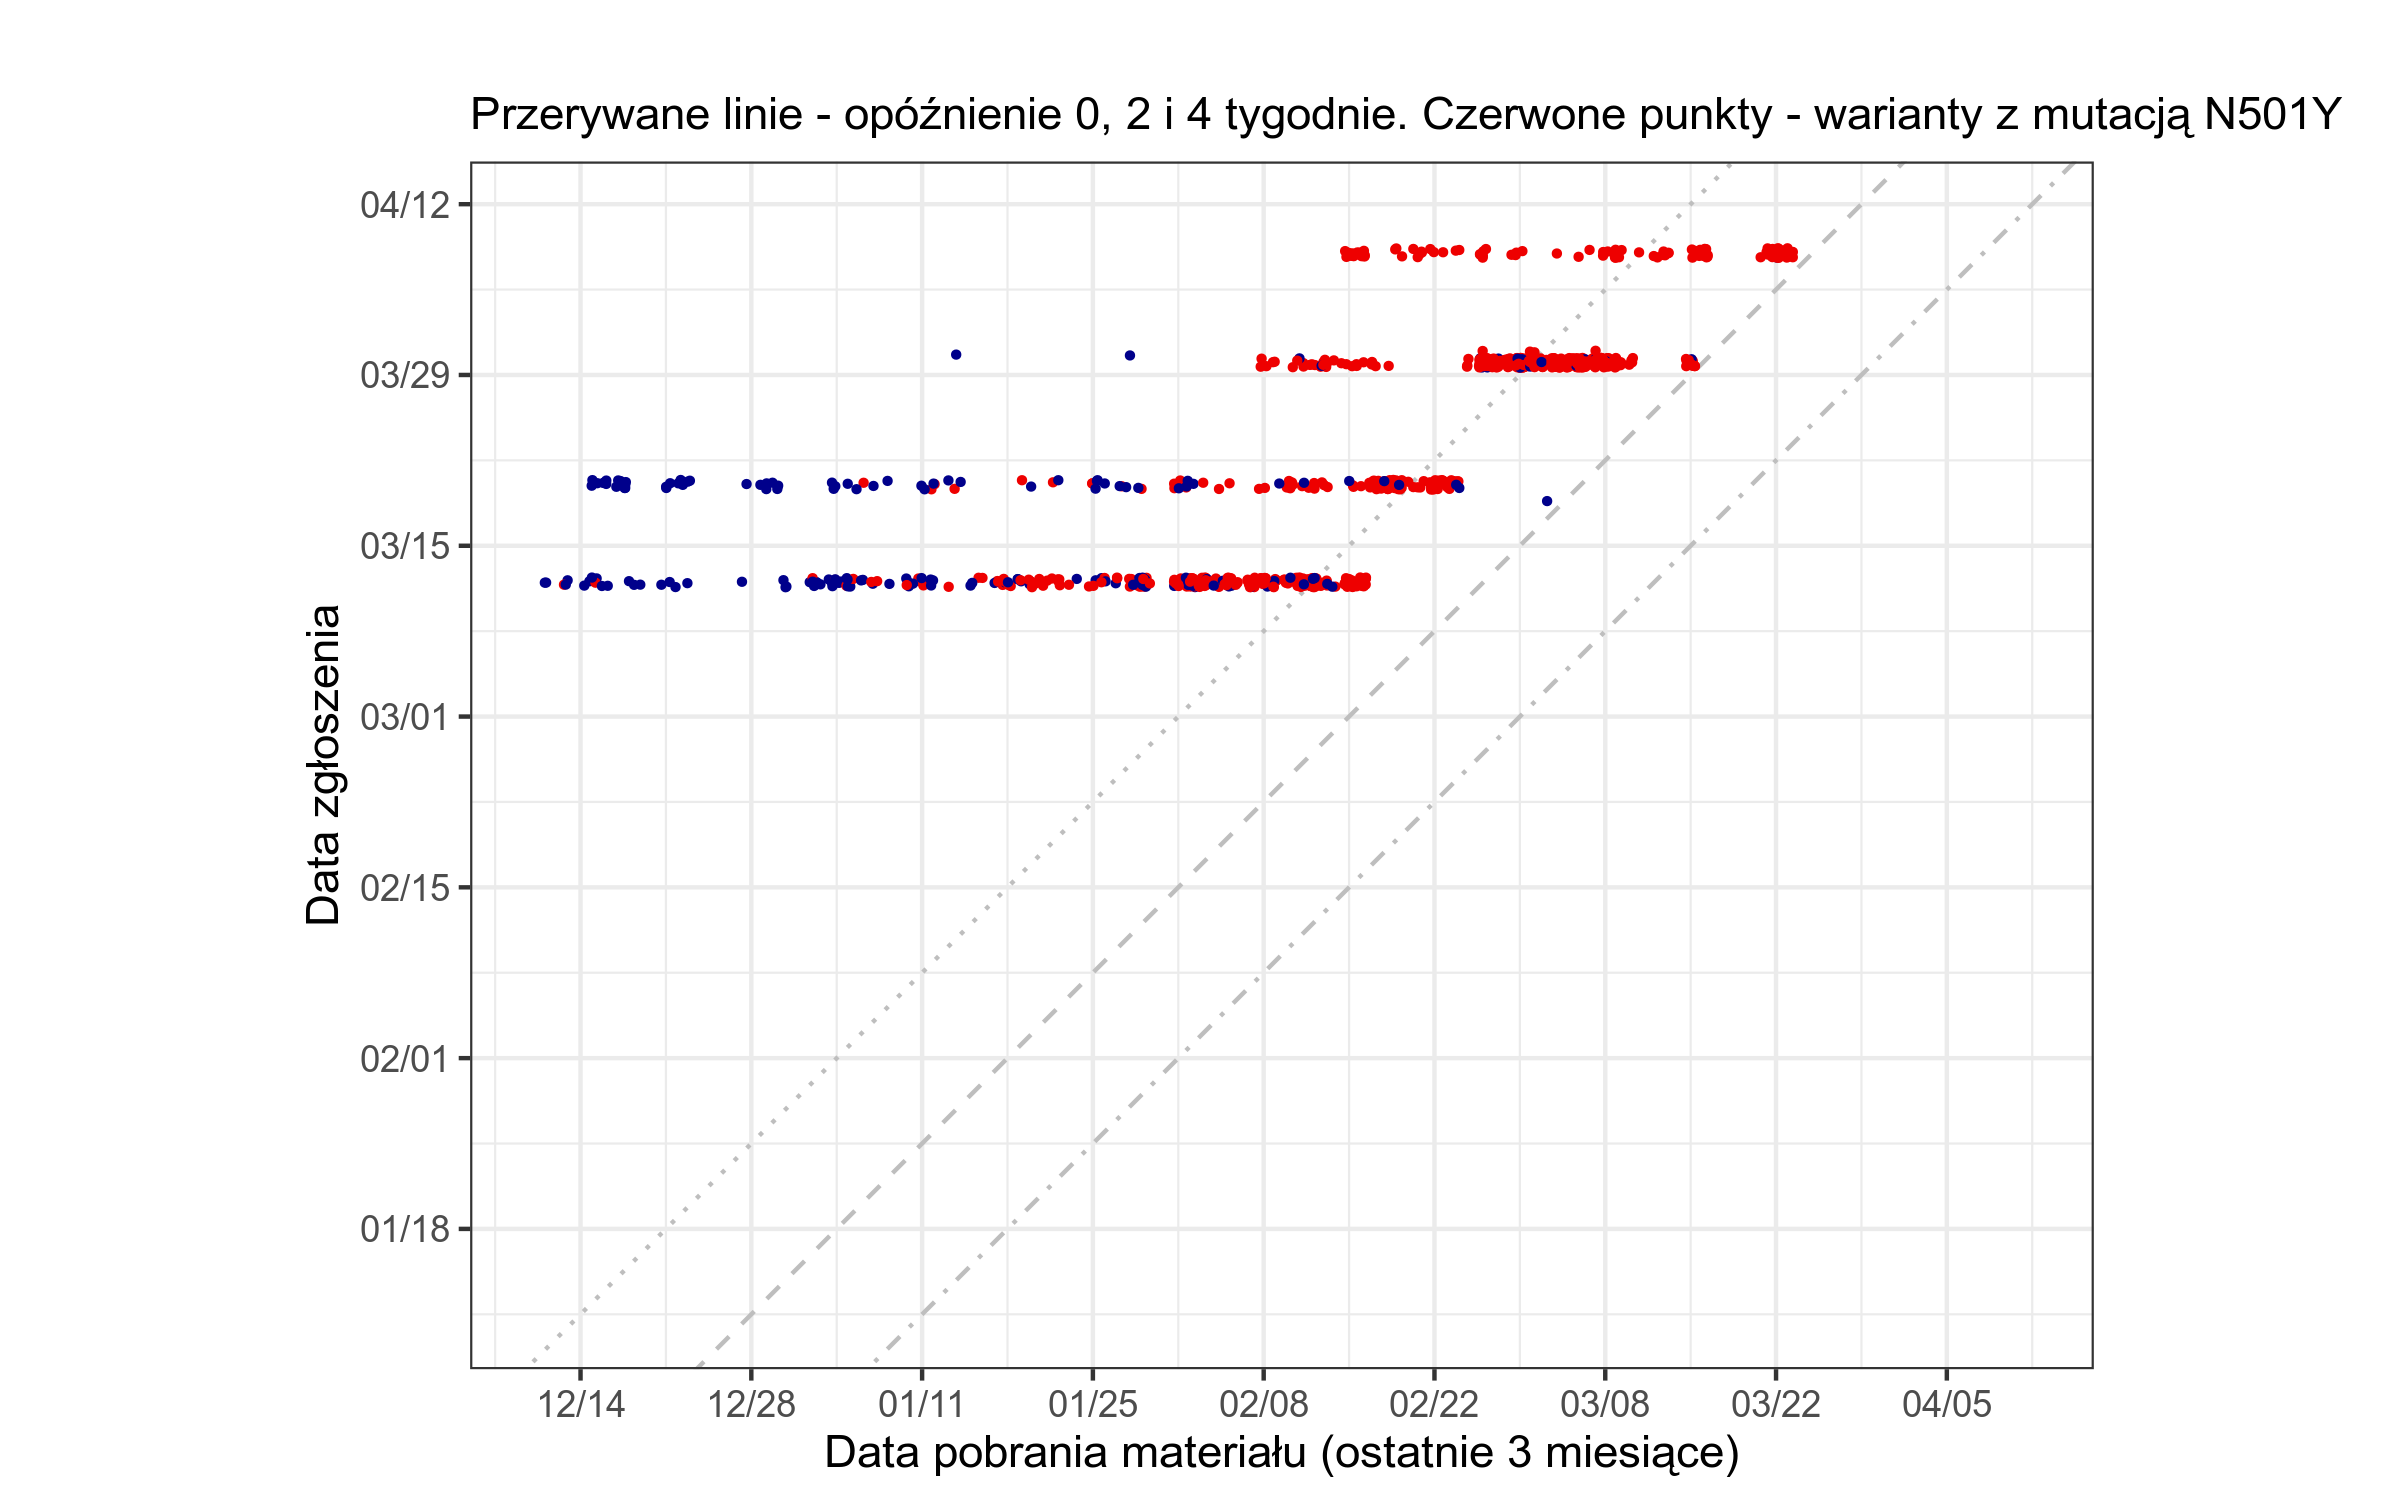 Przerywane linie - opóźnienie 0, 2 i 4 tygodnie. Czerwone punkty - warianty z mutacją N501Y
04/12
03/29
03/15
03/01
02/15
02/01
01/18
Data zgłoszenia
12/14 12/28 01/11 01/25 02/08 02/22 03/08 03/22 04/05
Data pobrania materiału (ostatnie 3 miesiące)